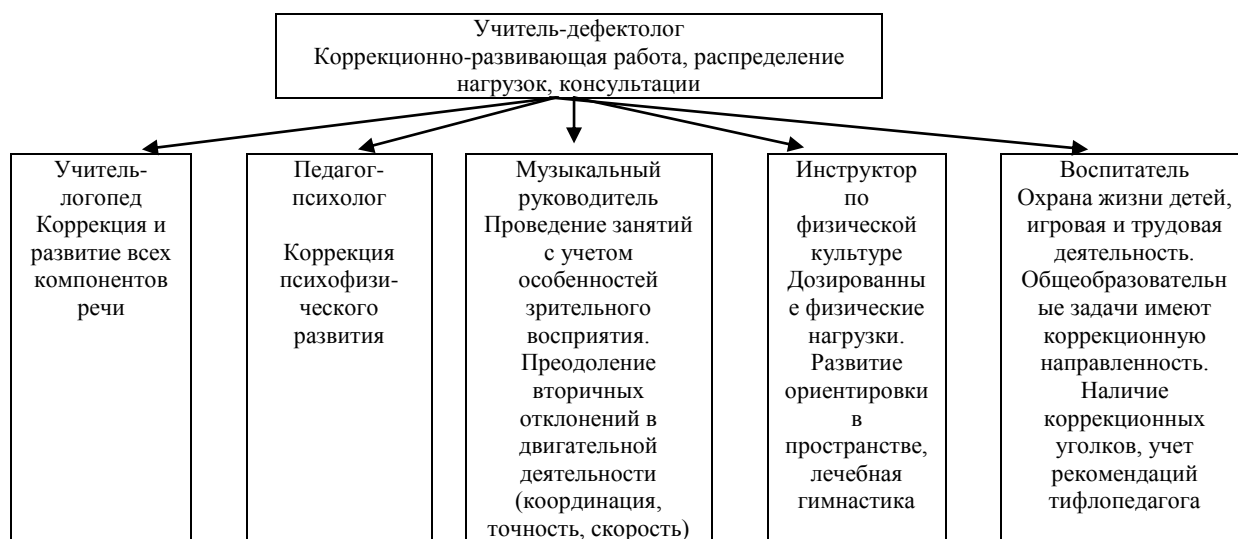 Учитель-дефектолог
Коррекционно-развивающая работа, распределение
нагрузок, консультации
Учитель-
логопед
Коррекция и
развитие всех
компонентов
речи
Педагог-
психолог
Коррекция
психофизи-
ческого
развития
Музыкальный
руководитель
Проведение занятий
с учетом
особенностей
зрительного
восприятия.
Преодоление
вторичных
отклонений в
двигательной
деятельности
(координация,
точность, скорость)
Инструктор
по
физической
культуре
Дозированны
е физические
нагрузки.
Развитие
ориентировки
в
пространстве,
лечебная
гимнастика
Воспитатель
Охрана жизни детей,
игровая и трудовая
деятельность.
Общеобразовательн
ые задачи имеют
коррекционную
направленность.
Наличие
коррекционных
уголков, учет
рекомендаций
тифлопедагога